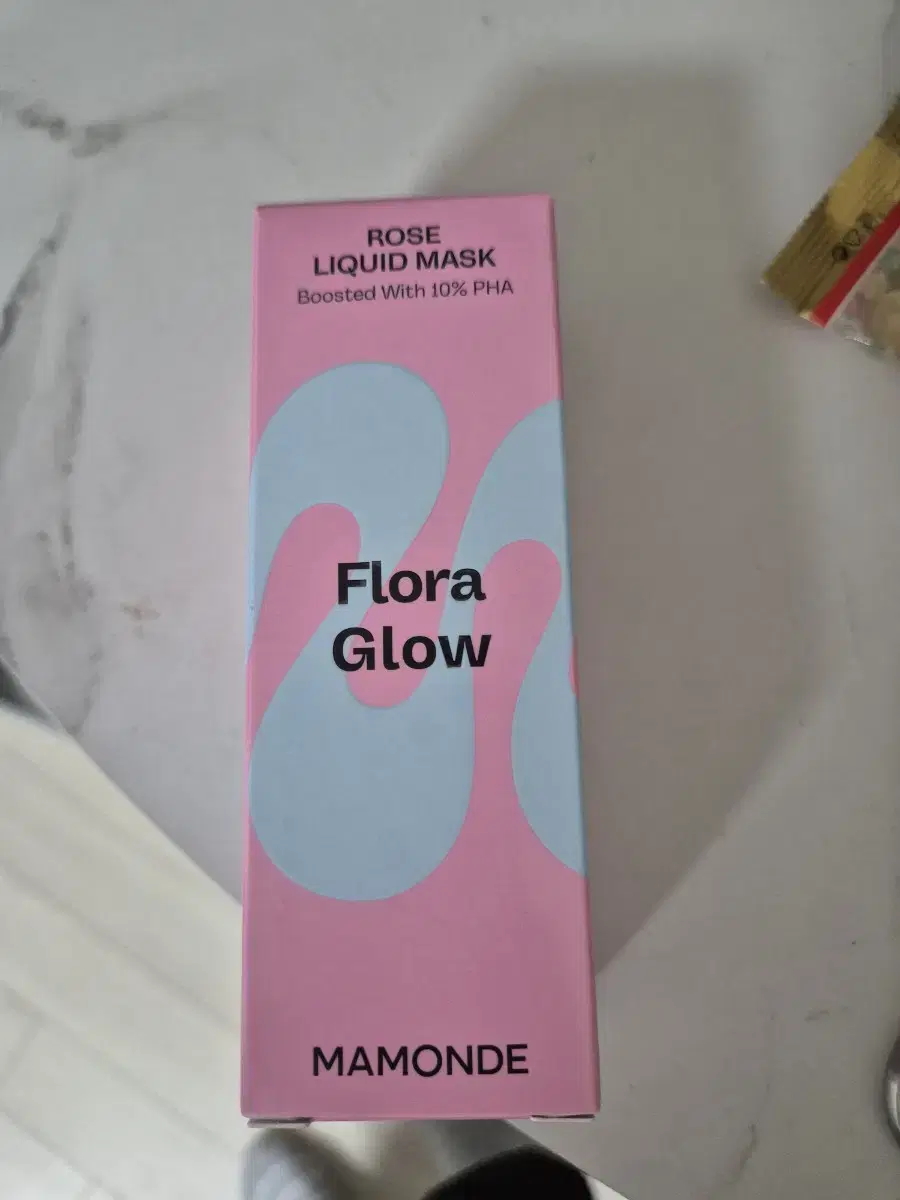 ROSE
LIQUID MASK
Boosted With 10% PHA
Flora
Glow
MAMONDE